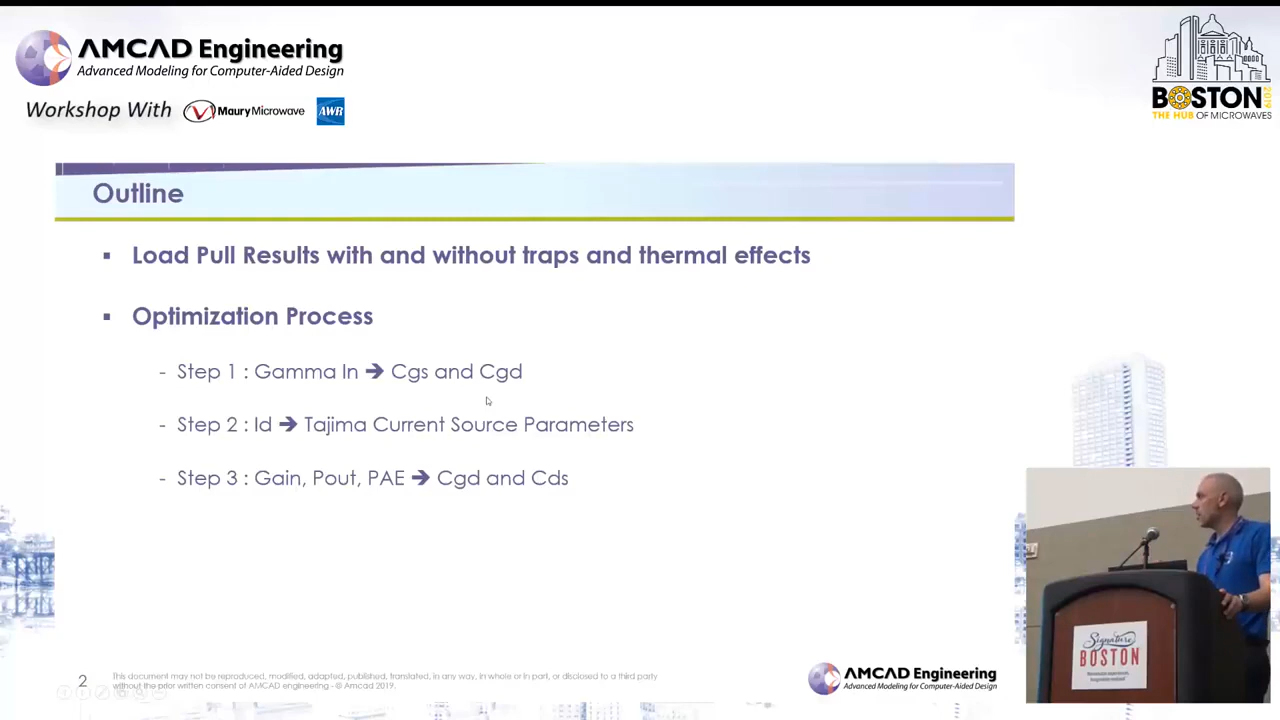 AMCAD Engineering
Advanced Modeling for Computer-Aided Design
Workshop With Maury Microwave AWR
BOSTON 2019
THE HUB OF MICROWAVES
Outline
▪ Load Pull Results with and without traps and thermal effects
▪ Optimization Process
- Step 1 : Gamma In ➔ Cgs and Cgd
- Step 2 : Id ➔ Tajima Current Source Parameters
- Step 3 : Gain, Pout, PAE ➔ Cgd and Cds
Signature
BOSTON
2
This document may not be reproduced, modified, adapted, published, translated, in any way, in whole or in part, or disclosed to a third party
without the prior written consent of AMCAD engineering - © Amcad 2019.
AMCAD Engineering
Advanced Modeling for Computer-Aided Design